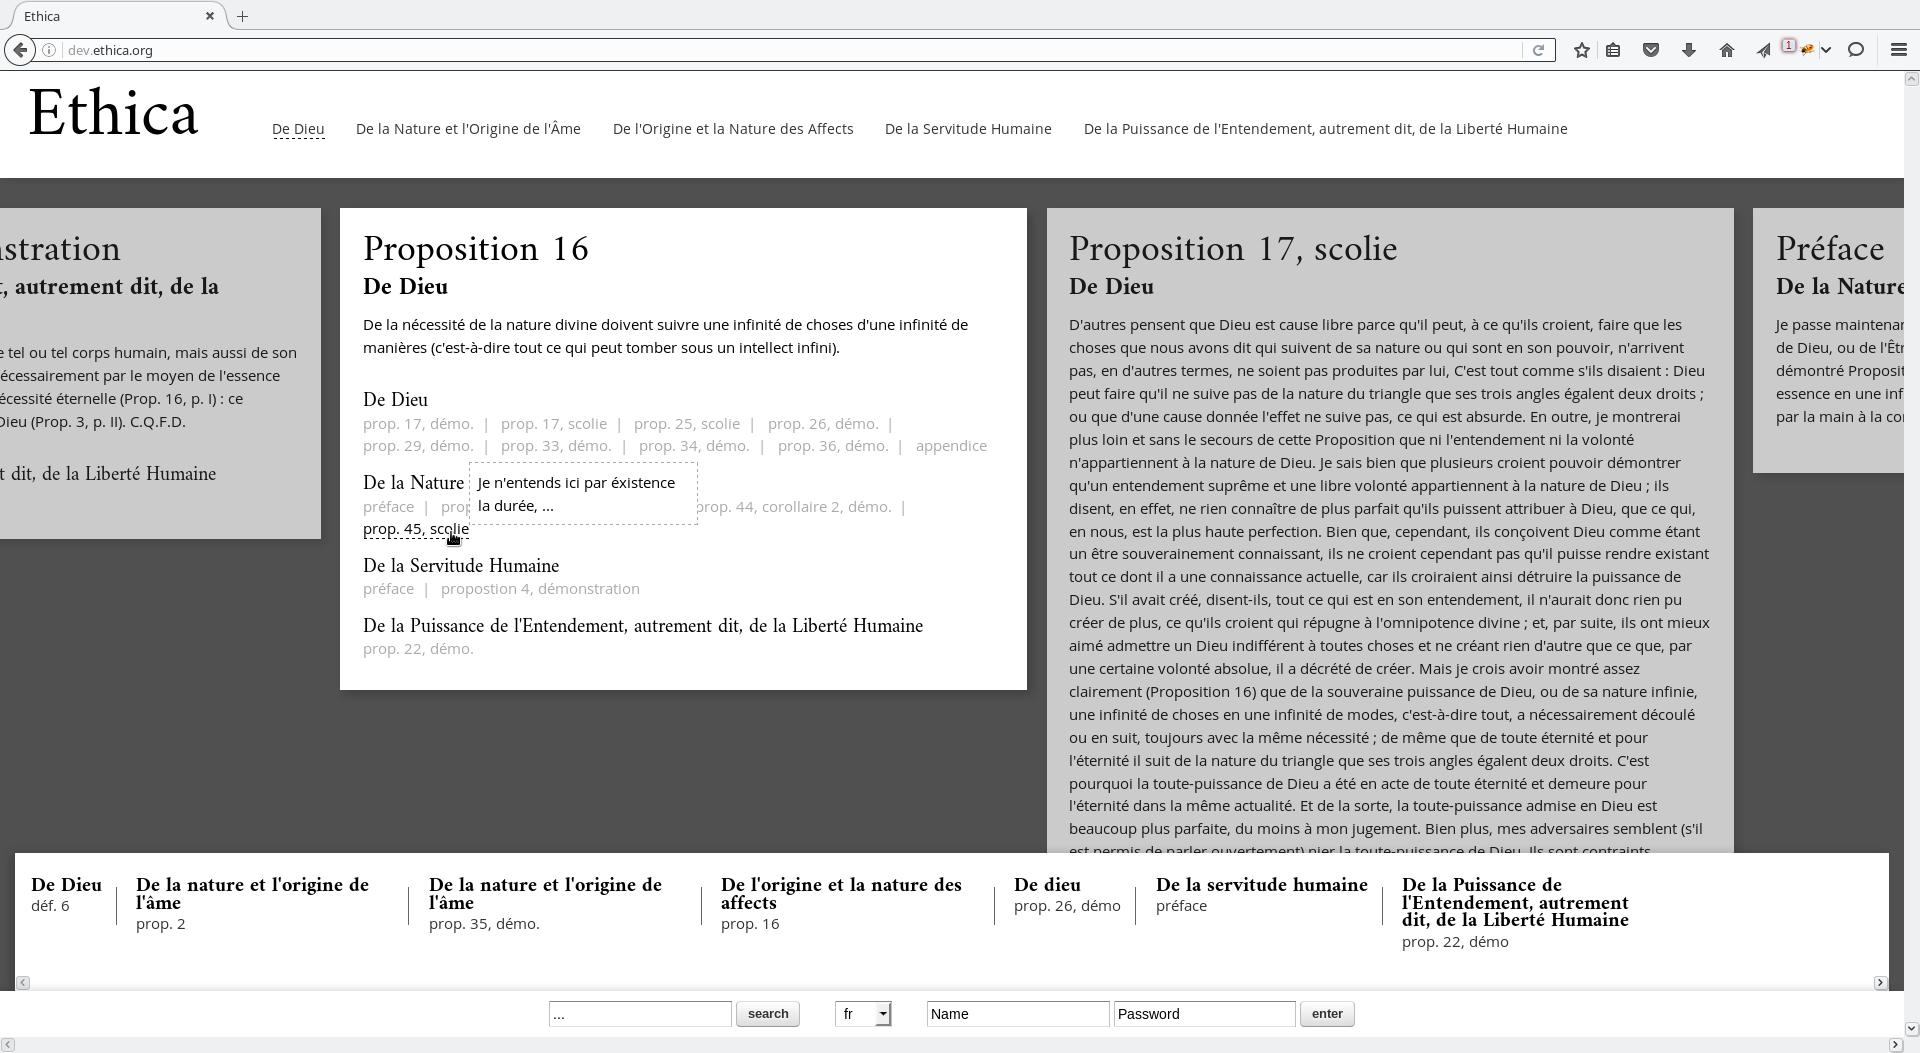 Ethica
dev.ethica.org
1
Ethica
De Dieu
De la Nature et l'Origine de l'Âme
De l'Origine et la Nature des Affects
De la Servitude Humaine
De la Puissance de l'Entendement, autrement dit, de la Liberté Humaine
nstration
t, autrement dit, de la
e tel ou tel corps humain, mais aussi de son
écessairement par le moyen de l'essence
écessité éternelle (Prop. 16, p. I) : ce
Dieu (Prop. 3, p. II). C.Q.F.D.
t dit, de la Liberté Humaine
Proposition 16
De Dieu
De la nécessité de la nature divine doivent suivre une infinité de choses d'une infinité de
manières (c'est-à-dire tout ce qui peut tomber sous un intellect infini).
De Dieu
prop. 17, démo. | prop. 17, scolie | prop. 25, scolie | prop. 26, démo. |
prop. 29, démo. | prop. 33, démo. | prop. 34, démo. | prop. 36, démo. | appendice
De la Nature
Je n'entends ici par éxistence
la durée, ...
préface | prop
prop. 44, corollaire 2, démo. |
prop. 45, scolie
De la Servitude Humaine
préface | propostion 4, démonstration
De la Puissance de l'Entendement, autrement dit, de la Liberté Humaine
prop. 22, démo.
Proposition 17, scolie
De Dieu
D'autres pensent que Dieu est cause libre parce qu'il peut, à ce qu'ils croient, faire que les
choses que nous avons dit qui suivent de sa nature ou qui sont en son pouvoir, n'arrivent
pas, en d'autres termes, ne soient pas produites par lui, C'est tout comme s'ils disaient : Dieu
peut faire qu'il ne suive pas de la nature du triangle que ses trois angles égalent deux droits ;
ou que d'une cause donnée l'effet ne suive pas, ce qui est absurde. En outre, je montrerai
plus loin et sans le secours de cette Proposition que ni l'entendement ni la volonté
n'appartiennent à la nature de Dieu. Je sais bien que plusieurs croient pouvoir démontrer
qu'un entendement suprême et une libre volonté appartiennent à la nature de Dieu ; ils
disent, en effet, ne rien connaître de plus parfait qu'ils puissent attribuer à Dieu, que ce qui,
en nous, est la plus haute perfection. Bien que, cependant, ils conçoivent Dieu comme étant
un être souverainement connaissant, ils ne croient cependant pas qu'il puisse rendre existant
tout ce dont il a une connaissance actuelle, car ils croiraient ainsi détruire la puissance de
Dieu. S'il avait créé, disent-ils, tout ce qui est en son entendement, il n'aurait donc rien pu
créer de plus, ce qu'ils croient qui répugne à l'omnipotence divine ; et, par suite, ils ont mieux
aimé admettre un Dieu indifférent à toutes choses et ne créant rien d'autre que ce que, par
une certaine volonté absolue, il a décrété de créer. Mais je crois avoir montré assez
clairement (Proposition 16) que de la souveraine puissance de Dieu, ou de sa nature infinie,
une infinité de choses en une infinité de modes, c'est-à-dire tout, a nécessairement découlé
ou en suit, toujours avec la même nécessité ; de même que de toute éternité et pour
l'éternité il suit de la nature du triangle que ses trois angles égalent deux droits. C'est
pourquoi la toute-puissance de Dieu a été en acte de toute éternité et demeure pour
l'éternité dans la même actualité. Et de la sorte, la toute-puissance admise en Dieu est
beaucoup plus parfaite, du moins à mon jugement. Bien plus, mes adversaires semblent (s'il
est permis de parler ouvertement) nier la toute-puissance de Dieu. Ils sont contraints
Préface
De la Nature
Je passe maintenan
de Dieu, ou de l'Êtr
démontré Proposit
essence en une inf
par la main à la co
De Dieu
déf. 6
De la nature et l'origine de
l'âme
prop. 2
De la nature et l'origine de
l'âme
prop. 35, démo.
De l'origine et la nature des
affects
prop. 16
De dieu
prop. 26, démo
De la servitude humaine
préface
De la Puissance de
l'Entendement, autrement
dit, de la Liberté Humaine
prop. 22, démo
...
search
fr
Name
Password
enter